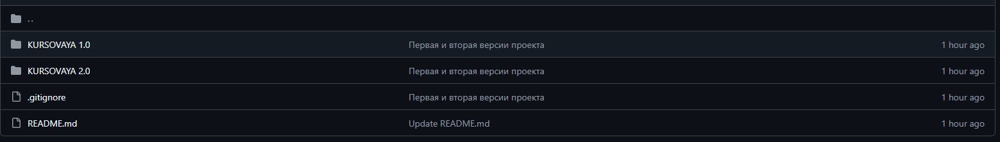 ..
KURSOVAYA 1.0 Первая и вторая версии проекта 1 hour ago
KURSOVAYA 2.0 Первая и вторая версии проекта 1 hour ago
.gitignore Первая и вторая версии проекта 1 hour ago
README.md Update README.md 1 hour ago